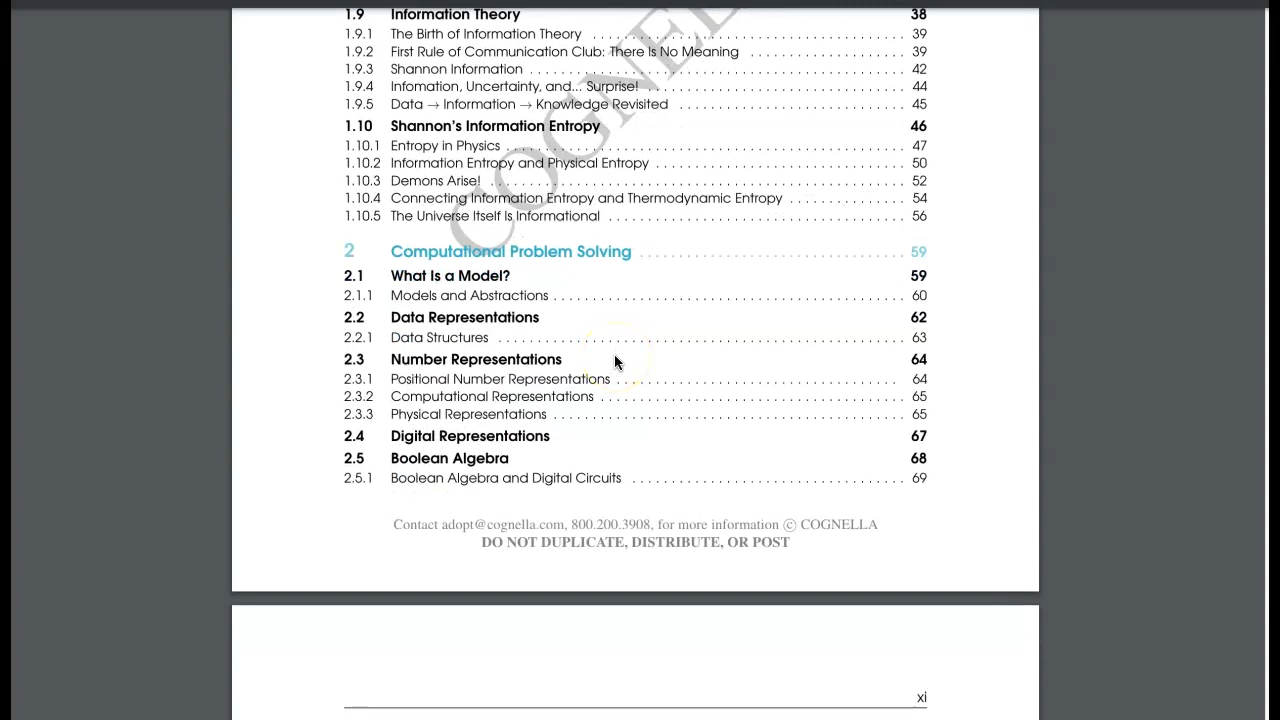 1.9 Information Theory 38
1.9.1 The Birth of Information Theory 39
1.9.2 First Rule of Communication Club: There Is No Meaning 39
1.9.3 Shannon Information 42
1.9.4 Infomation, Uncertainty, and... Surprise! 44
1.9.5 Data → Information → Knowledge Revisited 45
1.10 Shannon's Information Entropy 46
1.10.1 Entropy in Physics 47
1.10.2 Information Entropy and Physical Entropy 50
1.10.3 Demons Arise! 52
1.10.4 Connecting Information Entropy and Thermodynamic Entropy 54
1.10.5 The Universe Itself Is Informational 56
2 Computational Problem Solving 59
2.1 What Is a Model? 59
2.1.1 Models and Abstractions 60
2.2 Data Representations 62
2.2.1 Data Structures 63
2.3 Number Representations 64
2.3.1 Positional Number Representations 64
2.3.2 Computational Representations 65
2.3.3 Physical Representations 65
2.4 Digital Representations 67
2.5 Boolean Algebra 68
2.5.1 Boolean Algebra and Digital Circuits 69
COGNEL
Contact adopt@cognella.com, 800.200.3908, for more information © COGNELLA
DO NOT DUPLICATE, DISTRIBUTE, OR POST
xi